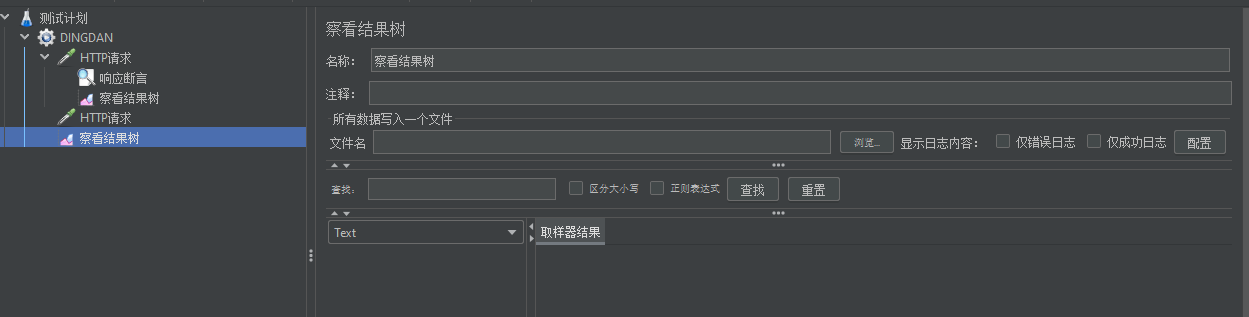 测试计划
DINGDAN
HTTP请求
响应断言
察看结果树
HTTP请求
察看结果树
察看结果树
名称： 察看结果树
注释：
所有数据写入一个文件
文件名 浏览... 显示日志内容： 仅错误日志 仅成功日志 配置
查找： 区分大小写 正则表达式 查找 重置
Text 取样器结果